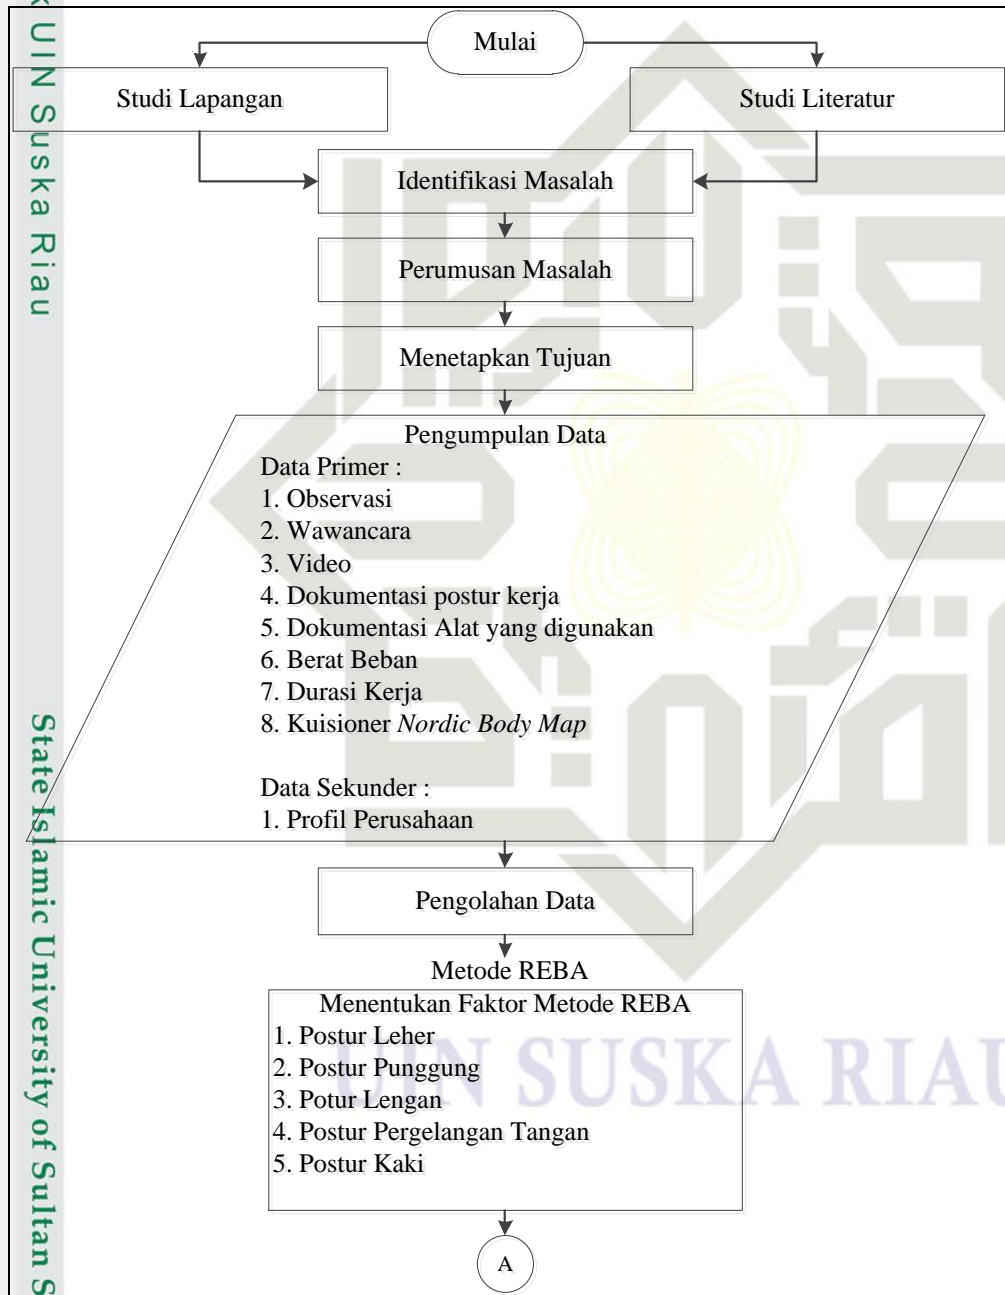 Mulai
Studi Lapangan
Studi Literatur
Identifikasi Masalah
Perumusan Masalah
Menetapkan Tujuan
Pengumpulan Data
Data Primer :
1. Observasi
2. Wawancara
3. Video
4. Dokumentasi postur kerja
5. Dokumentasi Alat yang digunakan
6. Berat Beban
7. Durasi Kerja
8. Kuisioner Nordic Body Map
Data Sekunder :
1. Profil Perusahaan
Pengolahan Data
Metode REBA
Menentukan Faktor Metode REBA
1. Postur Leher
2. Postur Punggung
3. Potur Lengan
4. Postur Pergelangan Tangan
5. Postur Kaki
A
UIN SUSKA RIAU
UIN Suska Riau
State Islamic University of Sultan